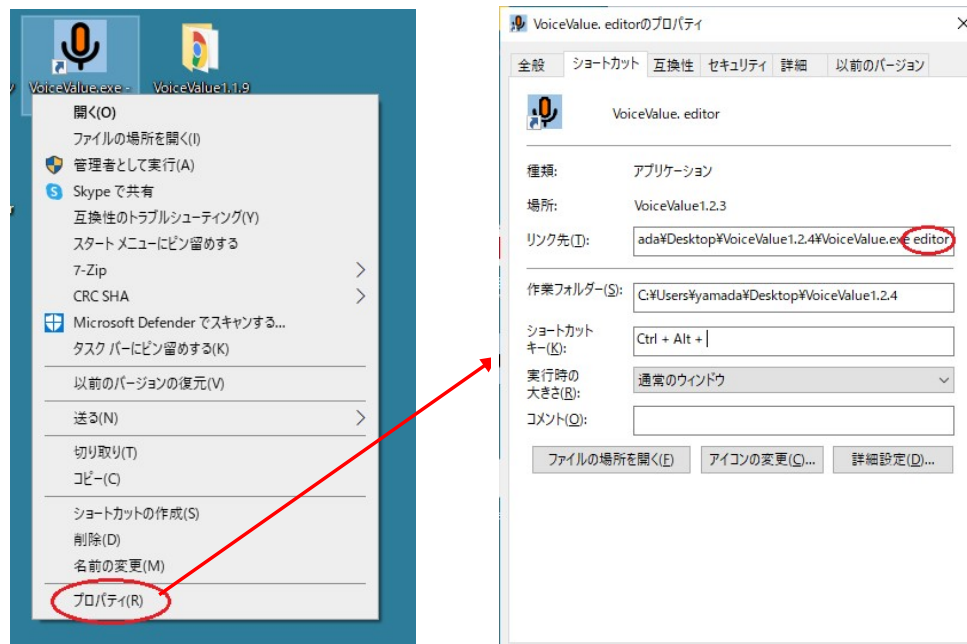 VoiceValue.exe -
VoiceValue1.1.9
開く(O)
ファイルの場所を開く(I)
管理者として実行(A)
Skype で共有
互換性のトラブルシューティング(Y)
スタート メニューにピン留めする
7-Zip
CRC SHA
Microsoft Defender でスキャンする...
タスク バーにピン留めする(K)
以前のバージョンの復元(V)
送る(N)
切り取り(T)
コピー(C)
ショートカットの作成(S)
削除(D)
名前の変更(M)
プロパティ(R)
VoiceValue. editorのプロパティ
全般 ショートカット 互換性 セキュリティ 詳細 以前のバージョン
VoiceValue. editor
種類: アプリケーション
場所: VoiceValue1.2.3
リンク先(T): ada¥Desktop¥VoiceValue1.2.4¥VoiceValue.exe editor
作業フォルダー(S): C:¥Users¥yamada¥Desktop¥VoiceValue1.2.4
ショートカット
キー(K): Ctrl + Alt +
実行時の
大きさ(R): 通常のウィンドウ
コメント(O):
ファイルの場所を開く(F) アイコンの変更(C)... 詳細設定(D)...